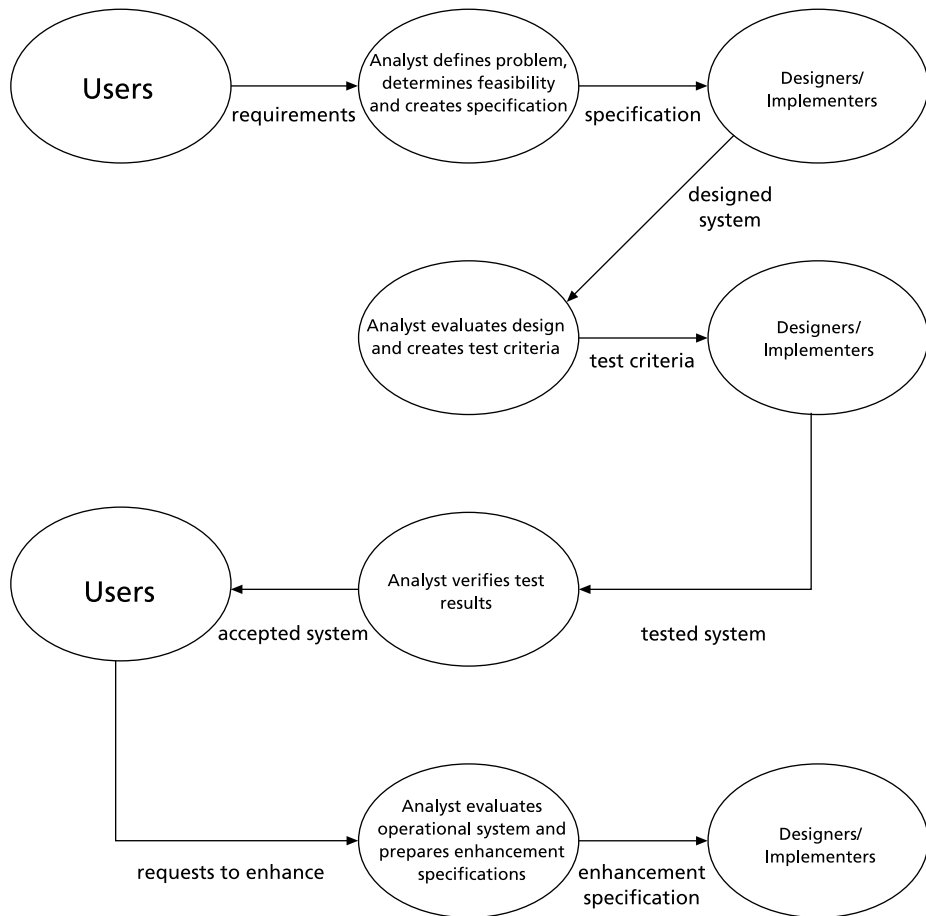 Users
requirements
Analyst defines problem,
determines feasibility
and creates specification
specification
Designers/
Implementers
designed
system
Analyst evaluates design
and creates test criteria
test criteria
Designers/
Implementers
Users
accepted system
Analyst verifies test
results
tested system
requests to enhance
Analyst evaluates
operational system and
prepares enhancement
specifications
enhancement
specification
Designers/
Implementers